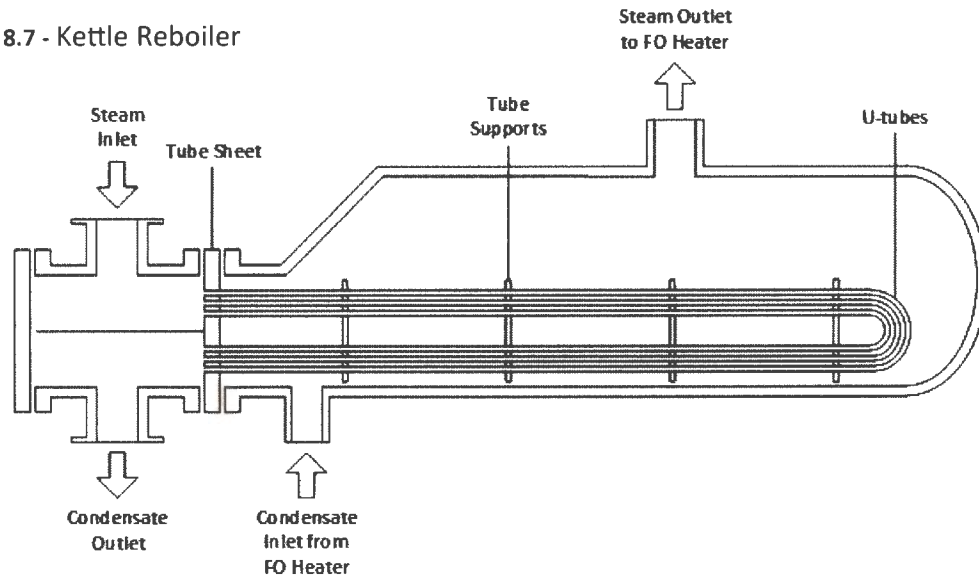 8.7 - Kettle Reboiler
Steam Outlet
to FO Heater
Steam
Inlet
Tube Sheet
Tube
Supports
U-tubes
Condensate
Outlet
Condensate
Inlet from
FO Heater